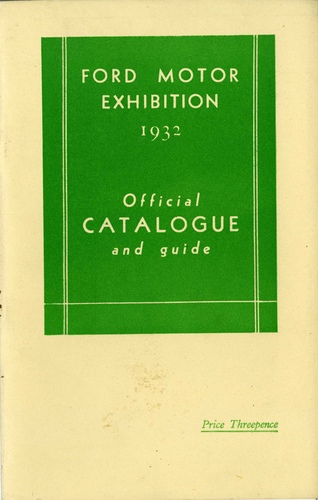 FORD MOTOR
EXHIBITION
1932
Official
CATALOGUE
and guide
Price Threepence